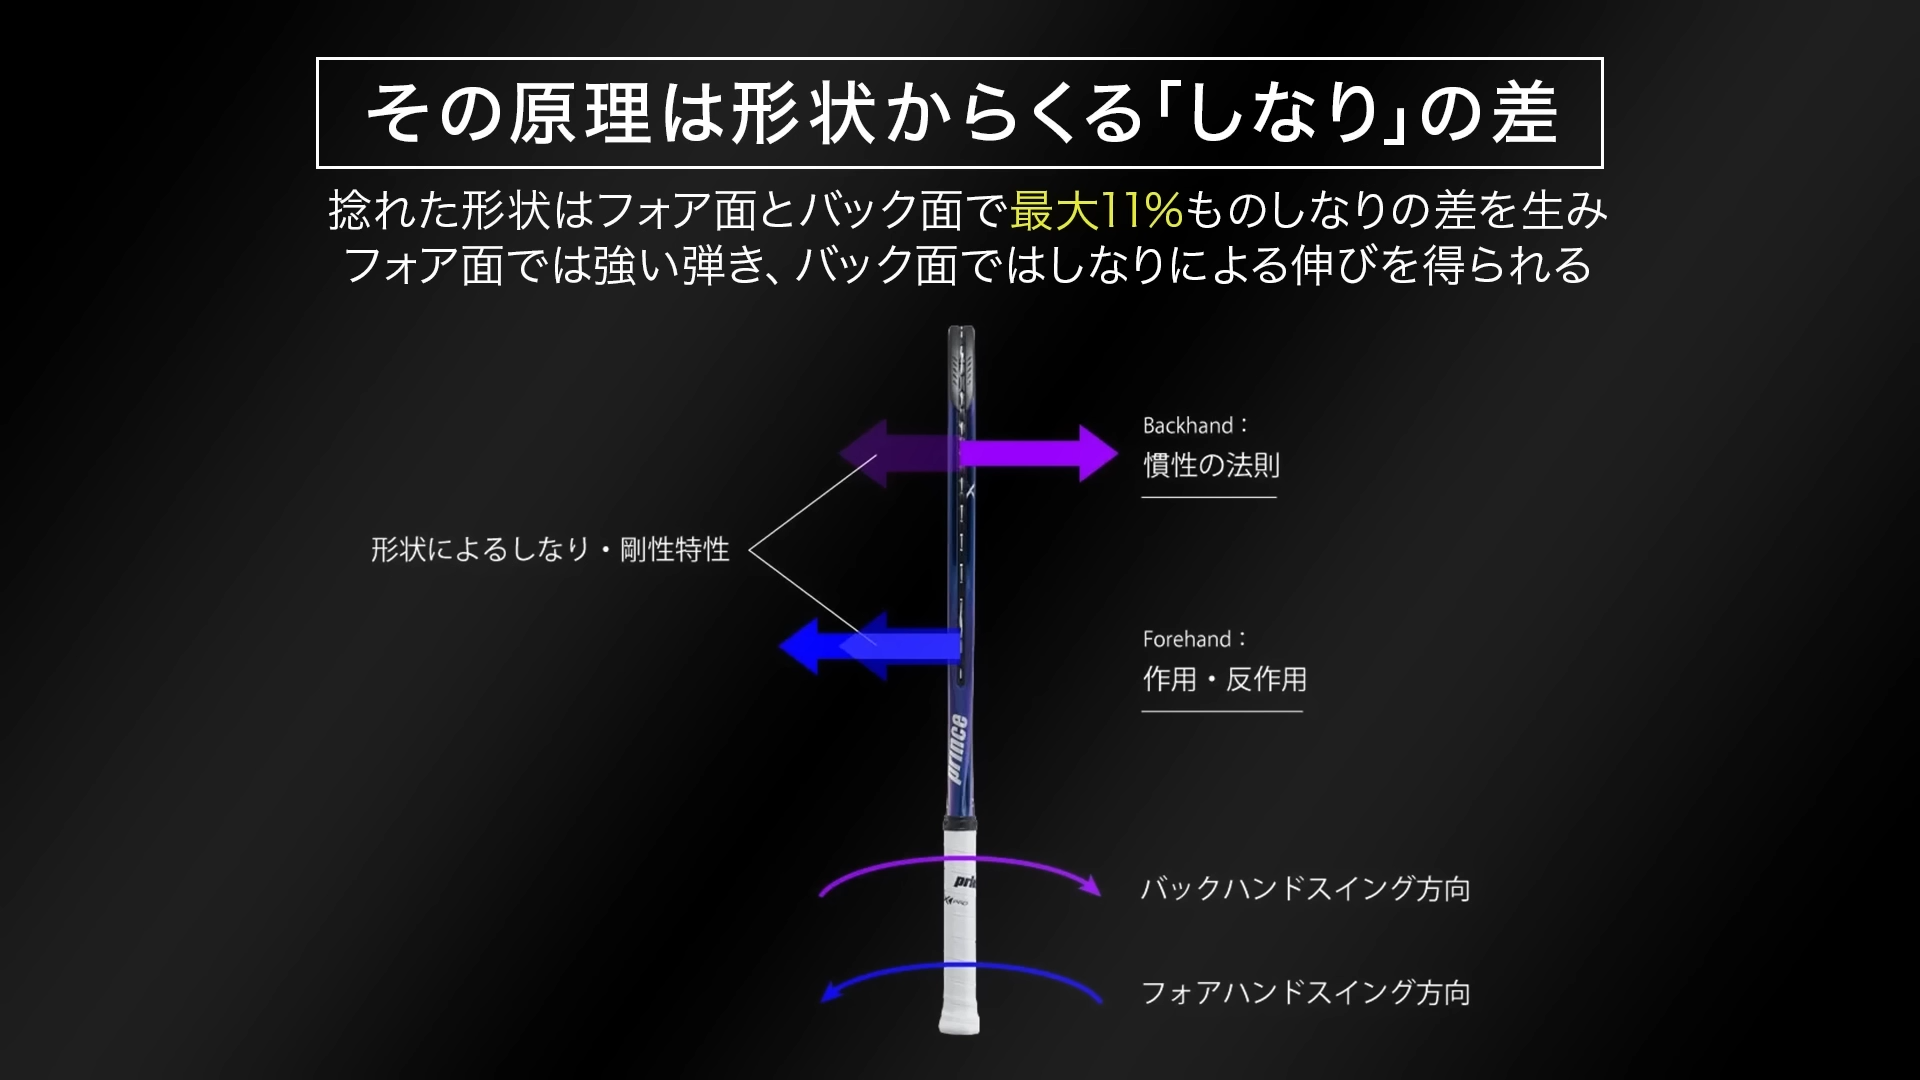 その原理は形状からくる「しなり」の差
捻れた形状はフォア面とバック面で最大11%ものしなりの差を生み
フォア面では強い弾き、バック面ではしなりによる伸びを得られる
Backhand：
慣性の法則
形状によるしなり・剛性特性
Forehand：
作用・反作用
prince
バックハンドスイング方向
フォアハンドスイング方向